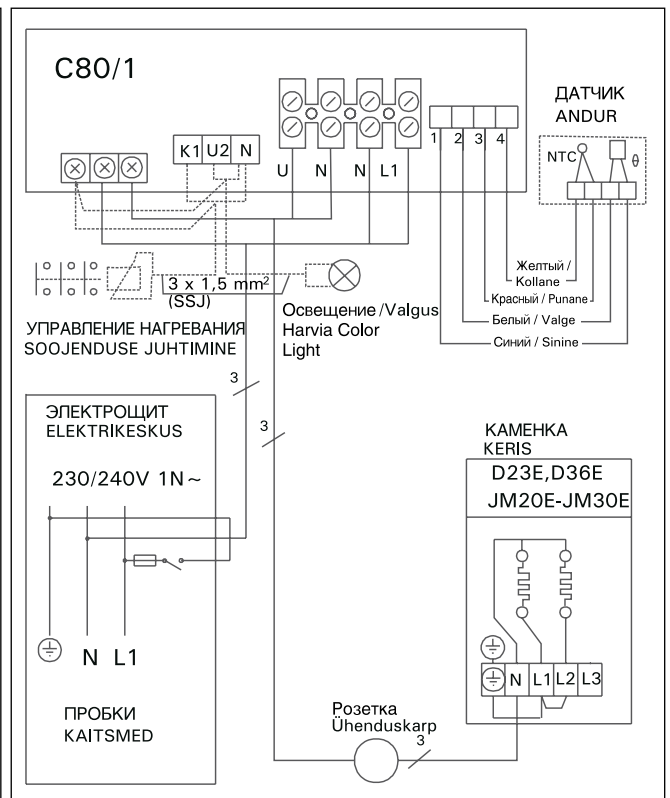 C80/1
K1 U2 N
U N N L1
1 2 3 4
ДАТЧИК
ANDUR
NTC
θ
Желтый /
Kollane
Красный / Punane
Белый / Valge
Синий / Sinine
3 x 1,5 mm²
(SSJ)
УПРАВЛЕНИЕ НАГРЕВАНИЯ
SOOJENDUSE JUHTIMINE
Освещение /Valgus
Harvia Color
Light
3
3
ЭЛЕКТРОЩИТ
ELEKTRIKESKUS
230/240V 1N~
N L1
ПРОБКИ
KAITSMED
КАМЕНКА
KERIS
D23E,D36E
JM20E-JM30E
N L1 L2 L3
Розетка
Ühenduskarp
3